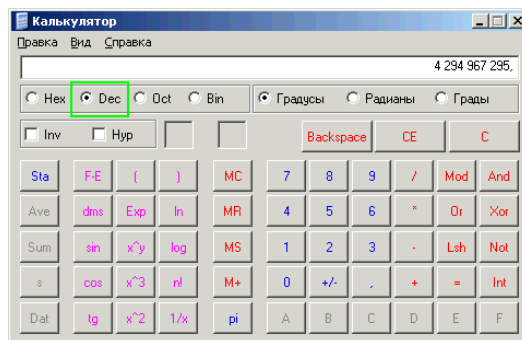 Калькулятор
Правка Вид Справка
4 294 967 295,
Hex Dec Oct Bin Градусы Радианы Грады
Inv Hyp Backspace CE C
Sta F-E ( ) MC 7 8 9 / Mod And
Ave dms Exp ln MR 4 5 6 * Or Xor
Sum sin x^y log MS 1 2 3 - Lsh Not
s cos x^3 n! M+ 0 +/- , + = Int
Dat tg x^2 1/x pi A B C D E F